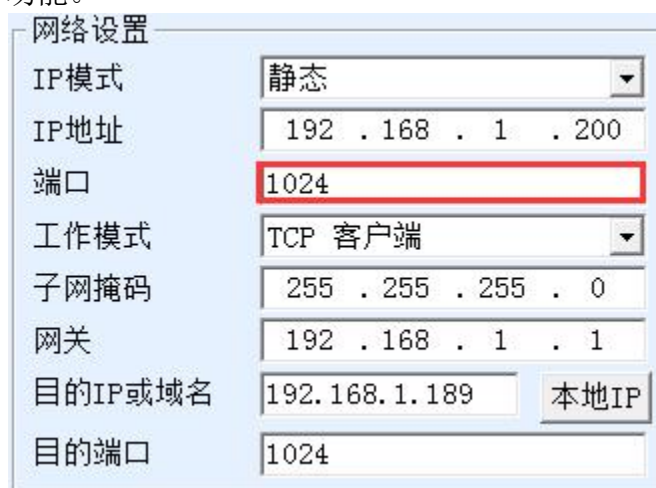 功能。
网络设置
IP模式 静态
IP地址 192 . 168 . 1 . 200
端口 1024
工作模式 TCP 客户端
子网掩码 255 . 255 . 255 . 0
网关 192 . 168 . 1 . 1
目的IP或域名 192.168.1.189 本地IP
目的端口 1024